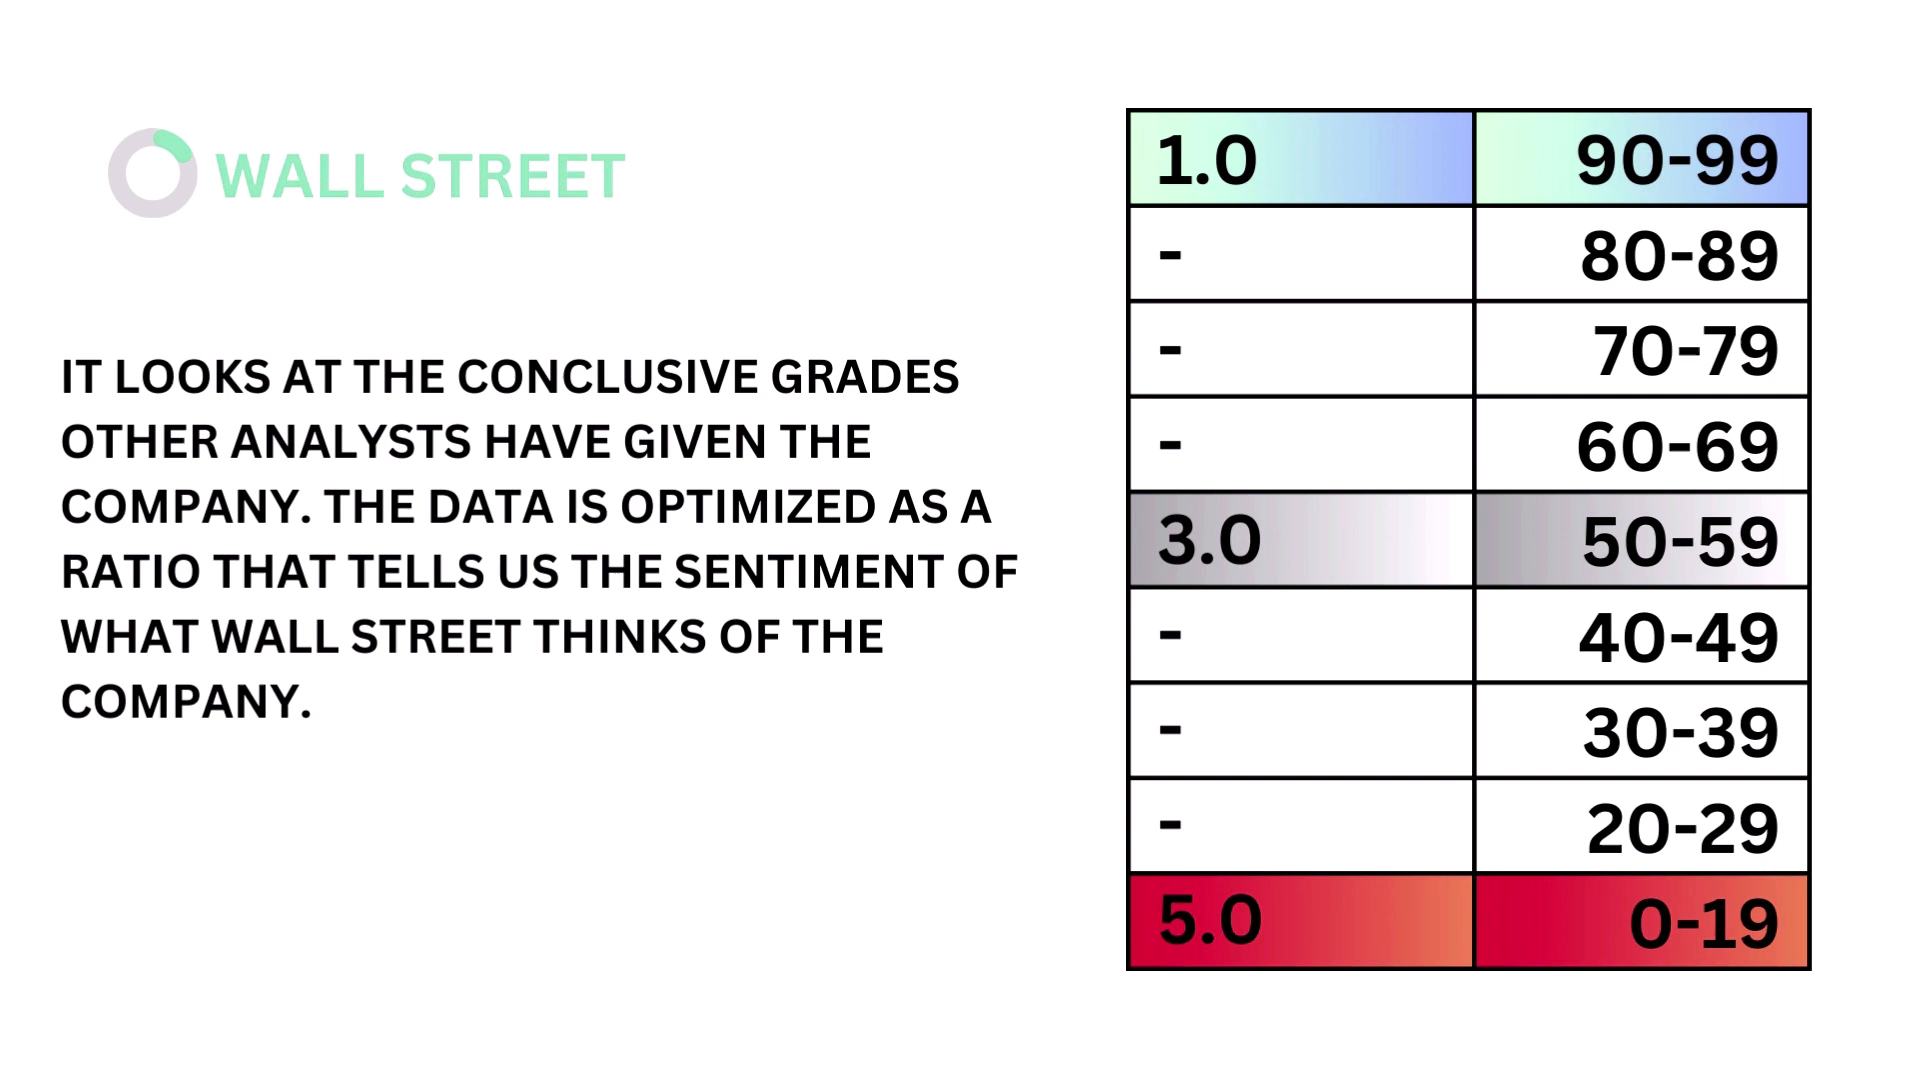 WALL STREET
IT LOOKS AT THE CONCLUSIVE GRADES
OTHER ANALYSTS HAVE GIVEN THE
COMPANY. THE DATA IS OPTIMIZED AS A
RATIO THAT TELLS US THE SENTIMENT OF
WHAT WALL STREET THINKS OF THE
COMPANY.
1.0 90-99
- 80-89
- 70-79
- 60-69
3.0 50-59
- 40-49
- 30-39
- 20-29
5.0 0-19